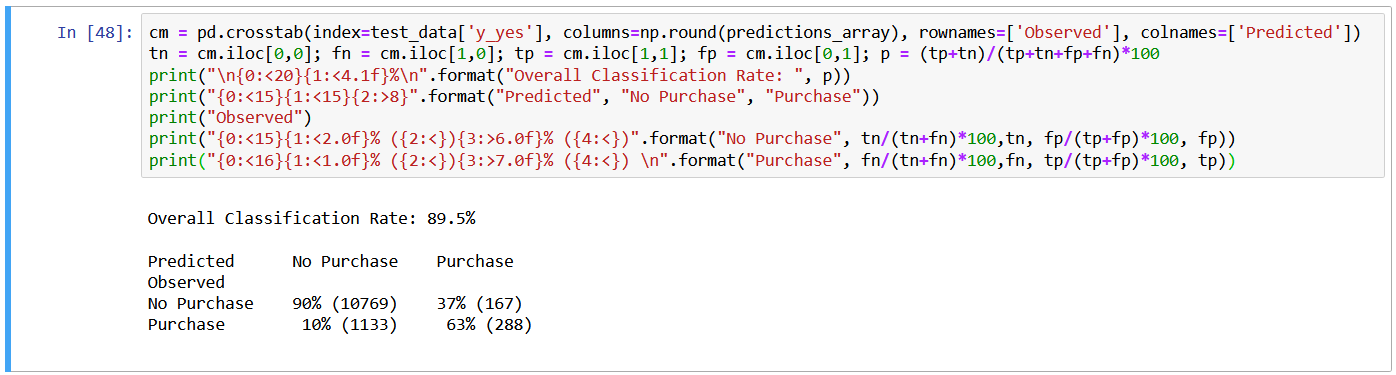 In [48]: cm = pd.crosstab(index=test_data['y_yes'], columns=np.round(predictions_array), rownames=['Observed'], colnames=['Predicted'])
tn = cm.iloc[0,0]; fn = cm.iloc[1,0]; tp = cm.iloc[1,1]; fp = cm.iloc[0,1]; p = (tp+tn)/(tp+tn+fp+fn)*100
print("\n{0:<20}{1:<4.1f}%\n".format("Overall Classification Rate: ", p))
print("{0:<15}{1:<15}{2:>8}".format("Predicted", "No Purchase", "Purchase"))
print("Observed")
print("{0:<15}{1:<2.0f}% ({2:<}){3:>6.0f}% ({4:<})".format("No Purchase", tn/(tn+fn)*100,tn, fp/(tp+fp)*100, fp))
print("{0:<16}{1:<1.0f}% ({2:<}){3:>7.0f}% ({4:<}) \n".format("Purchase", fn/(tn+fn)*100,fn, tp/(tp+fp)*100, tp))
Overall Classification Rate: 89.5%
Predicted No Purchase Purchase
Observed
No Purchase 90% (10769) 37% (167)
Purchase 10% (1133) 63% (288)